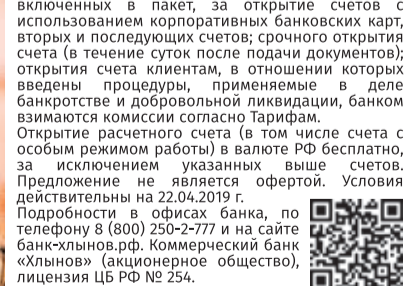 включенных в пакет, за открытие счетов с
использованием корпоративных банковских карт,
вторых и последующих счетов; срочного открытия
счета (в течение суток после подачи документов);
открытия счета клиентам, в отношении которых
введены процедуры, применяемые в деле
банкротстве и добровольной ликвидации, банком
взимаются комиссии согласно Тарифам.
Открытие расчетного счета (в том числе счета с
особым режимом работы) в валюте РФ бесплатно,
за исключением указанных выше счетов.
Предложение не является офертой. Условия
действительны на 22.04.2019 г.
Подробности в офисах банка, по
телефону 8 (800) 250-2-777 и на сайте
банк-хлынов.рф. Коммерческий банк
«Хлынов» (акционерное общество),
лицензия ЦБ РФ № 254.